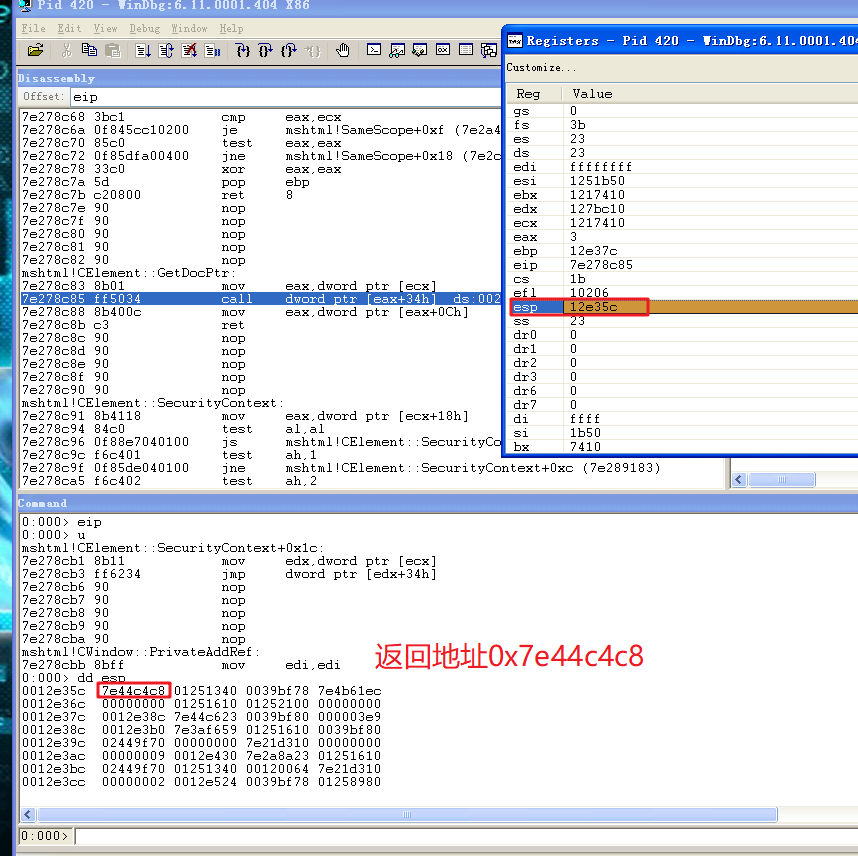 Pid 420 - WinDbg:6.11.0001.404 X86
File Edit View Debug Window Help
Disassembly
Offset: eip
7e278c68 3bc1 cmp eax,ecx
7e278c6a 0f845cc10200 je mshtml!SameScope+0xf (7e2a4
7e278c70 85c0 test eax,eax
7e278c72 0f85dfa00400 jne mshtml!SameScope+0x18 (7e2c
7e278c78 33c0 xor eax,eax
7e278c7a 5d pop ebp
7e278c7b c20800 ret 8
7e278c7e 90 nop
7e278c7f 90 nop
7e278c80 90 nop
7e278c81 90 nop
7e278c82 90 nop
mshtml!CElement::GetDocPtr:
7e278c83 8b01 mov eax,dword ptr [ecx]
7e278c85 ff5034 call dword ptr [eax+34h] ds:002
7e278c88 8b400c mov eax,dword ptr [eax+0Ch]
7e278c8b c3 ret
7e278c8c 90 nop
7e278c8d 90 nop
7e278c8e 90 nop
7e278c8f 90 nop
7e278c90 90 nop
mshtml!CElement::SecurityContext:
7e278c91 8b4118 mov eax,dword ptr [ecx+18h]
7e278c94 84c0 test al,al
7e278c96 0f88e7040100 js mshtml!CElement::SecurityCo
7e278c9c f6c401 test ah,1
7e278c9f 0f85de040100 jne mshtml!CElement::SecurityContext+0xc (7e289183)
7e278ca5 f6c402 test ah,2
Registers - Pid 420 - WinDbg:6.11.0001.404
Customize...
Reg Value
gs 0
fs 3b
es 23
ds 23
edi ffffffff
esi 1251b50
ebx 1217410
edx 127bc10
ecx 1217410
eax 3
ebp 12e37c
eip 7e278c85
cs 1b
efl 10206
esp 12e35c
ss 23
dr0 0
dr1 0
dr2 0
dr3 0
dr6 0
dr7 0
di ffff
si 1b50
bx 7410
Command
0:000> eip
0:000> u
mshtml!CElement::SecurityContext+0x1c:
7e278cb1 8b11 mov edx,dword ptr [ecx]
7e278cb3 ff6234 jmp dword ptr [edx+34h]
7e278cb6 90 nop
7e278cb7 90 nop
7e278cb8 90 nop
7e278cb9 90 nop
7e278cba 90 nop
mshtml!CWindow::PrivateAddRef:
7e278cbb 8bff mov edi,edi
返回地址0x7e44c4c8
0:000> dd esp
0012e35c 7e44c4c8 01251340 0039bf78 7e4b61ec
0012e36c 00000000 01251610 01252100 00000000
0012e37c 0012e38c 7e44c623 0039bf80 000003e9
0012e38c 0012e3b0 7e3af659 01251610 0039bf80
0012e39c 02449f70 00000000 7e21d310 00000000
0012e3ac 00000009 0012e430 7e2a8a23 01251610
0012e3bc 02449f70 01251340 00120064 7e21d310
0012e3cc 00000002 0012e524 0039bf78 01258980
0:000>